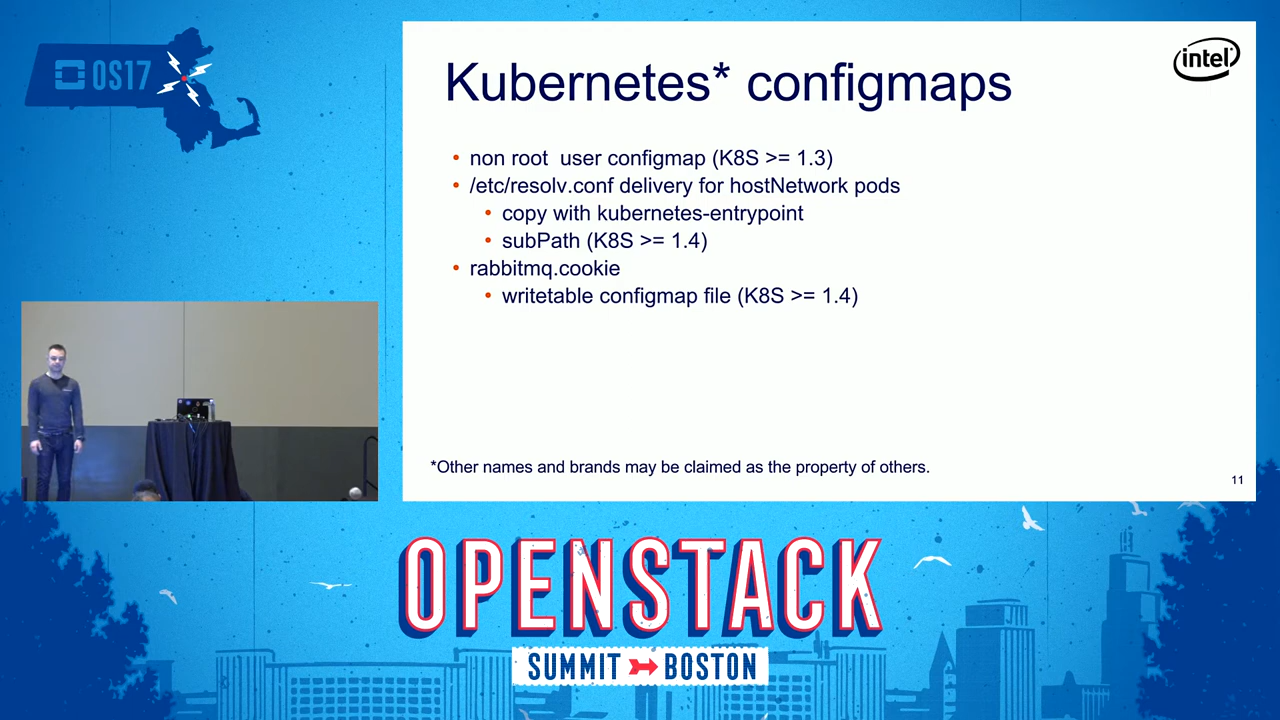 OS17
intel
Kubernetes* configmaps
• non root  user configmap (K8S >= 1.3)
• /etc/resolv.conf delivery for hostNetwork pods
• copy with kubernetes-entrypoint
• subPath (K8S >= 1.4)
• rabbitmq.cookie
• writetable configmap file (K8S >= 1.4)
*Other names and brands may be claimed as the property of others.
11
OPENSTACK
SUMMIT BOSTON